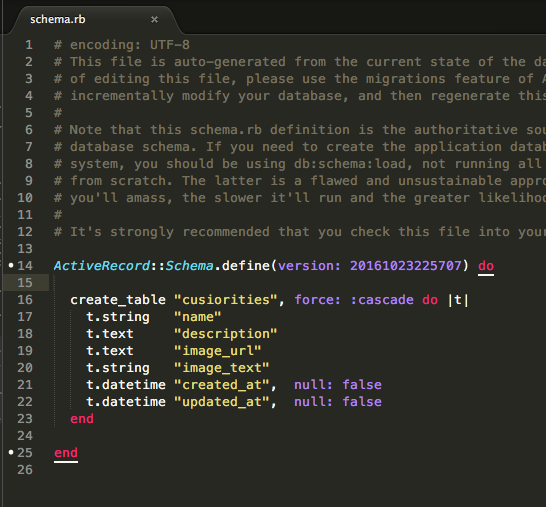 schema.rb ×
1 # encoding: UTF-8
2 # This file is auto-generated from the current state of the da
3 # of editing this file, please use the migrations feature of A
4 # incrementally modify your database, and then regenerate this
5 #
6 # Note that this schema.rb definition is the authoritative sou
7 # database schema. If you need to create the application datab
8 # system, you should be using db:schema:load, not running all
9 # from scratch. The latter is a flawed and unsustainable appro
10 # you'll amass, the slower it'll run and the greater likelihoo
11 #
12 # It's strongly recommended that you check this file into your
13
14 ActiveRecord::Schema.define(version: 20161023225707) do
15
16   create_table "cusiorities", force: :cascade do |t|
17     t.string   "name"
18     t.text     "description"
19     t.text     "image_url"
20     t.string   "image_text"
21     t.datetime "created_at",  null: false
22     t.datetime "updated_at",  null: false
23   end
24
25 end
26